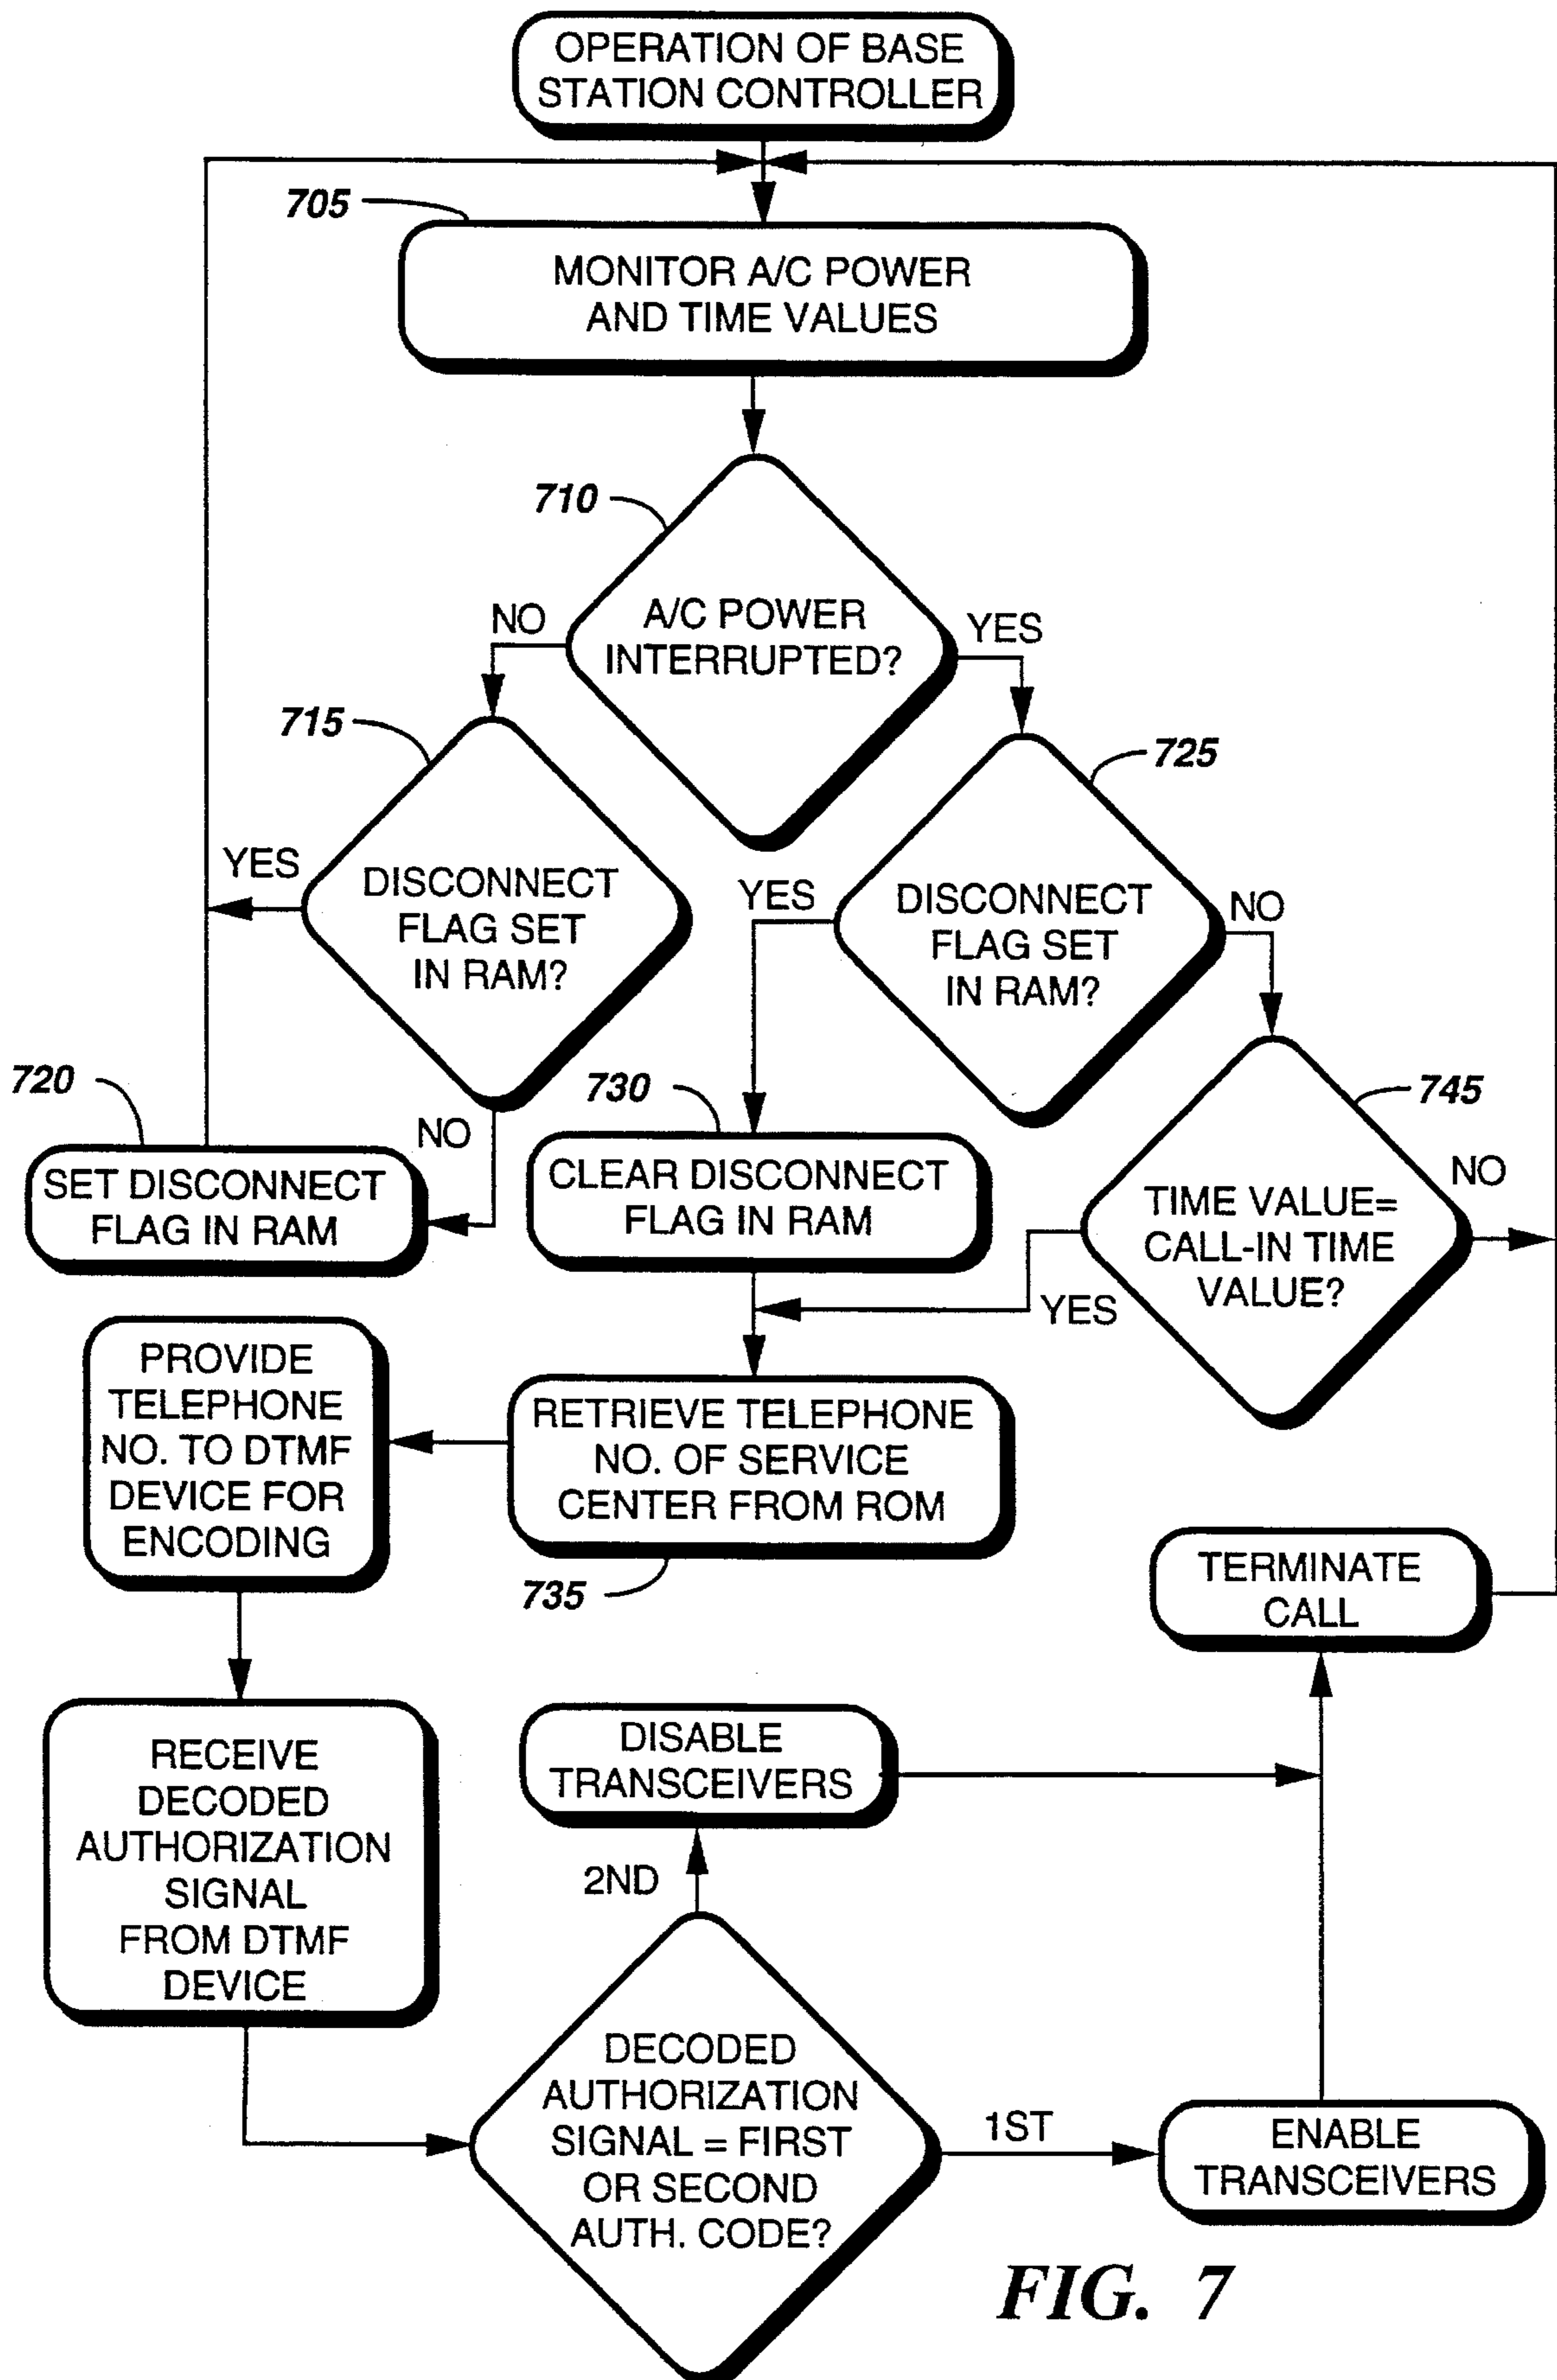 OPERATION OF BASE
STATION CONTROLLER
705
MONITOR A/C POWER
AND TIME VALUES
710
A/C POWER
INTERRUPTED?
NO
YES
715
DISCONNECT
FLAG SET
IN RAM?
YES
NO
725
DISCONNECT
FLAG SET
IN RAM?
YES
NO
720
SET DISCONNECT
FLAG IN RAM
730
CLEAR DISCONNECT
FLAG IN RAM
745
TIME VALUE=
CALL-IN TIME
VALUE?
NO
YES
RETRIEVE TELEPHONE
NO. OF SERVICE
CENTER FROM ROM
735
PROVIDE
TELEPHONE
NO. TO DTMF
DEVICE FOR
ENCODING
TERMINATE
CALL
RECEIVE
DECODED
AUTHORIZATION
SIGNAL
FROM DTMF
DEVICE
DISABLE
TRANSCEIVERS
2ND
DECODED
AUTHORIZATION
SIGNAL = FIRST
OR SECOND
AUTH. CODE?
1ST
ENABLE
TRANSCEIVERS
FIG. 7